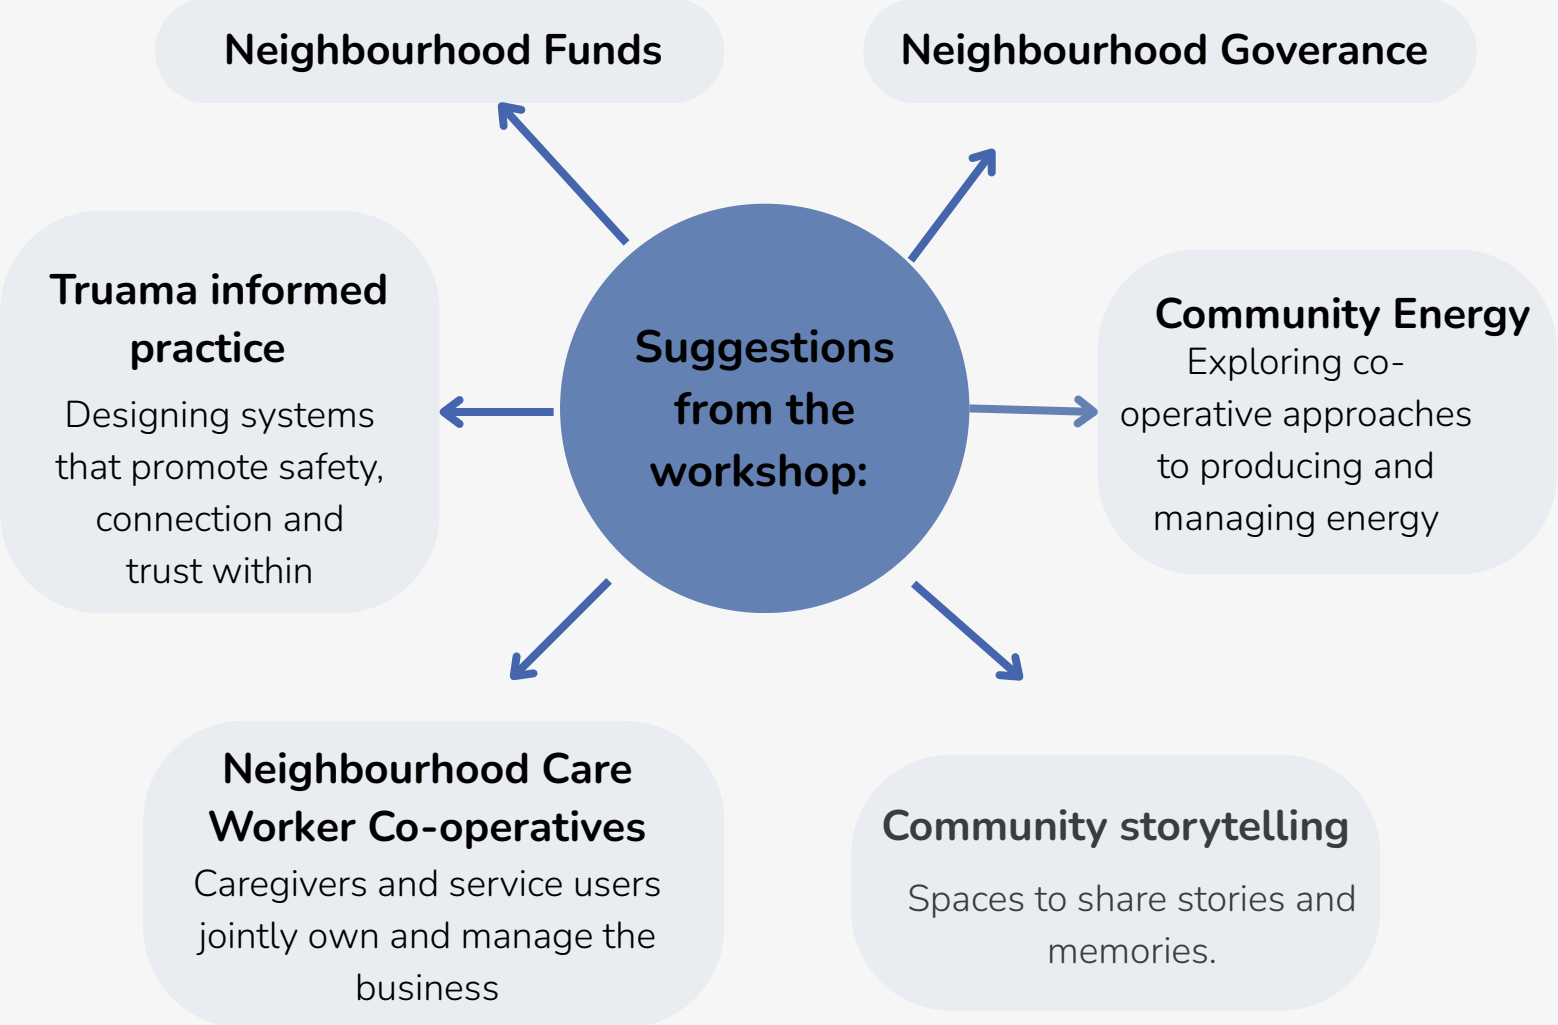 Neighbourhood Funds
Neighbourhood Goverance
Truama informed
practice
Designing systems
that promote safety,
connection and
trust within
Suggestions
from the
workshop:
Community Energy
Exploring co-
operative approaches
to producing and
managing energy
Neighbourhood Care
Worker Co-operatives
Caregivers and service users
jointly own and manage the
business
Community storytelling
Spaces to share stories and
memories.